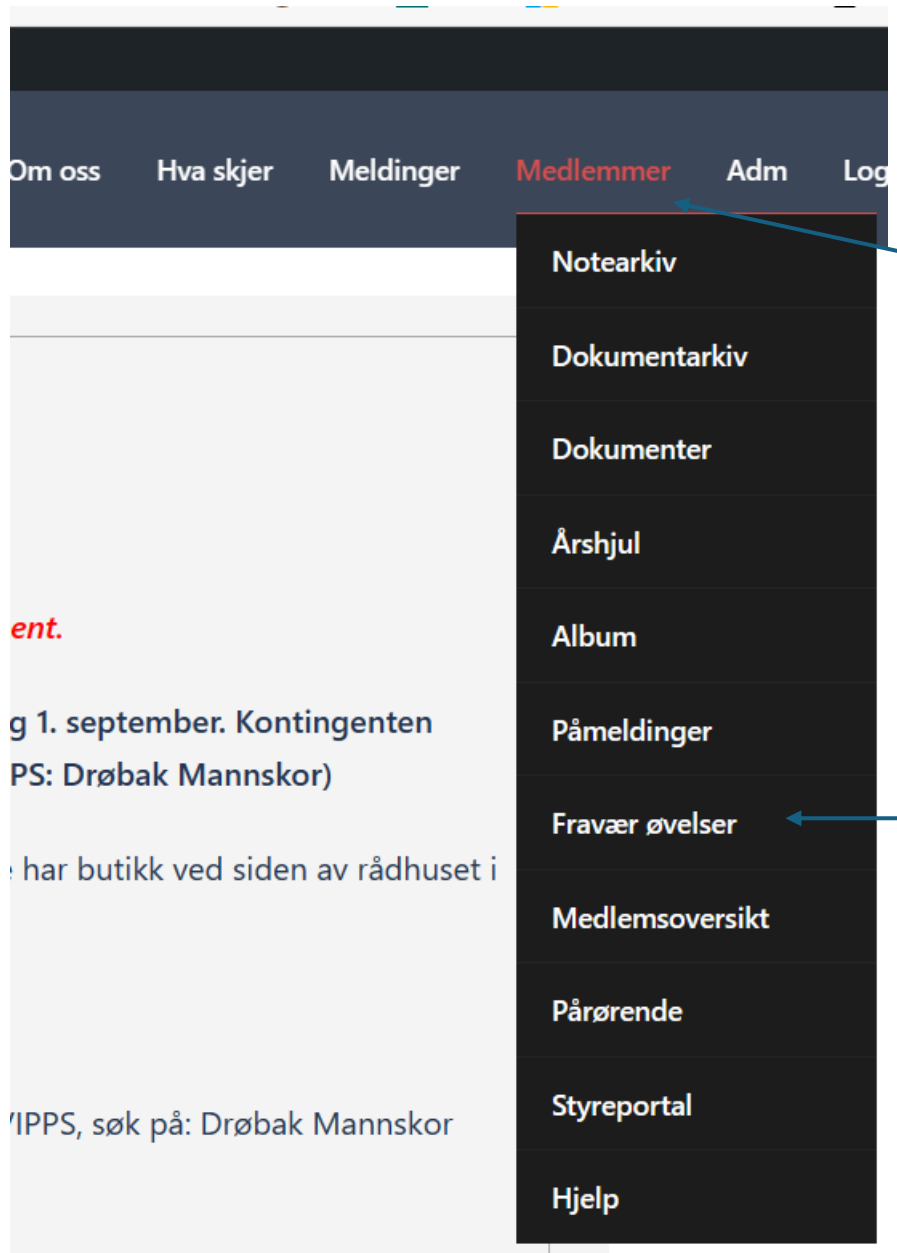 Om oss Hva skjer Meldinger Medlemmer Adm Log
Notearkiv
Dokumentarkiv
Dokumenter
Årshjul
Album
Påmeldinger
Fravær øvelser
Medlemsoversikt
Pårørende
Styreportal
Hjelp
ent.
g 1. september. Kontingenten
PS: Drøbak Mannskor)
har butikk ved siden av rådhuset i
IPPS, søk på: Drøbak Mannskor